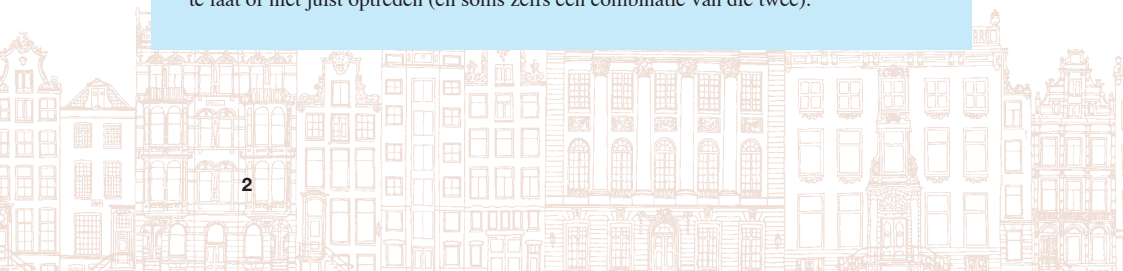 te laat of niet juist optreden (en soms zelfs een combinatie van die twee).
2